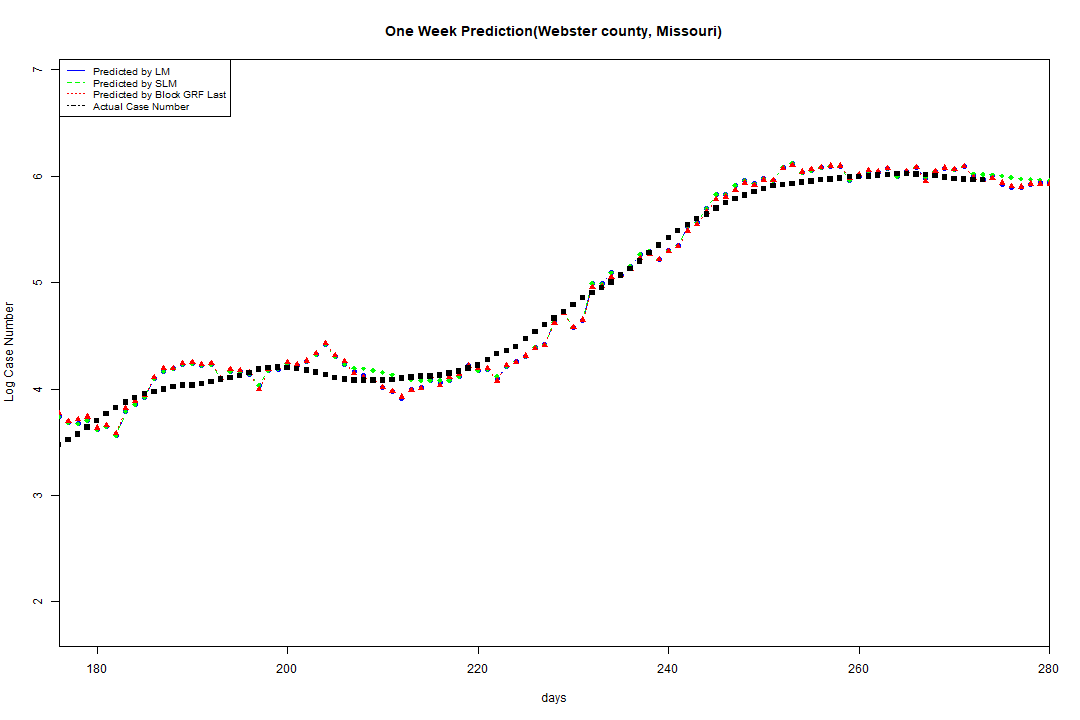 One Week Prediction(Webster county, Missouri)
Predicted by LM
Predicted by SLM
Predicted by Block GRF Last
Actual Case Number
7
6
5
4
3
2
Log Case Number
180 200 220 240 260 280
days